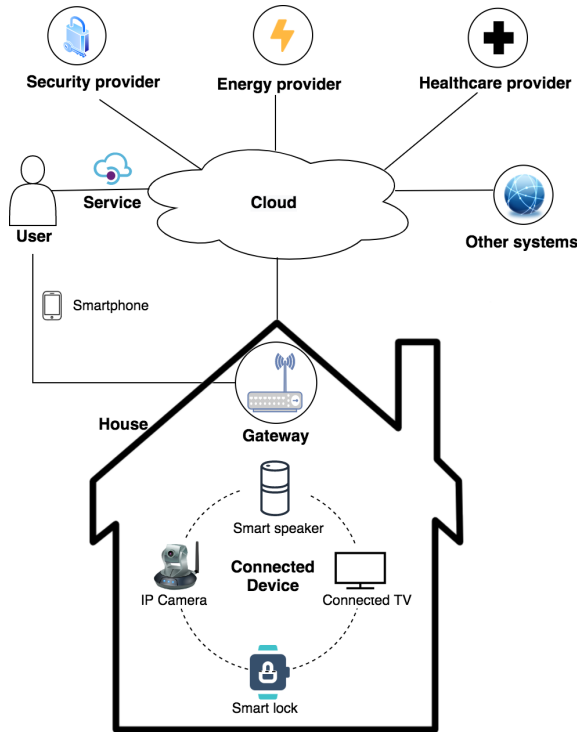 Security provider
Energy provider
Healthcare provider
Service
Cloud
User
Other systems
Smartphone
House
Gateway
Smart speaker
Connected
Device
IP Camera
Connected TV
Smart lock